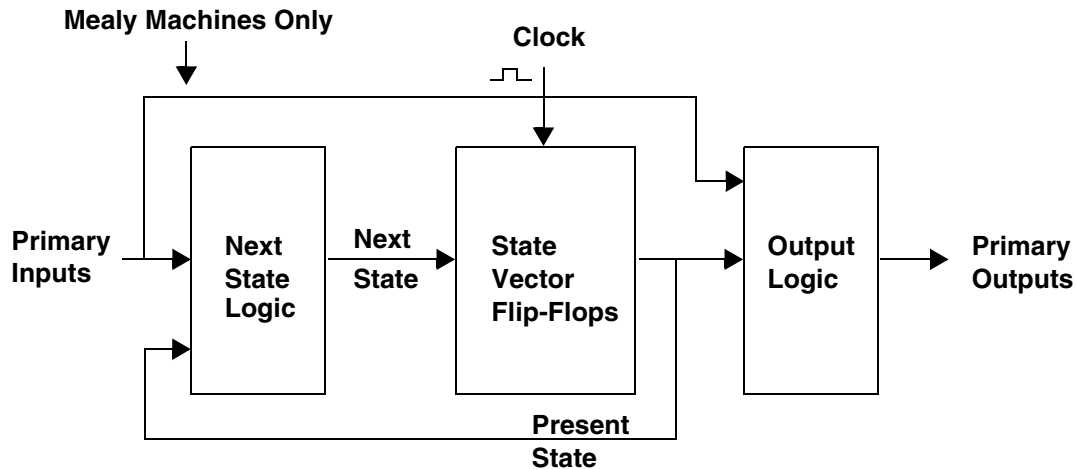 Mealy Machines Only
Clock
Primary
Inputs
Next
State
Logic
Next
State
State
Vector
Flip-Flops
Output
Logic
Primary
Outputs
Present
State